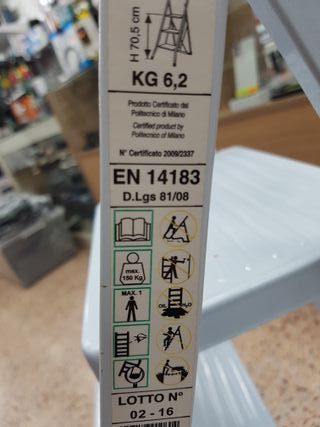 H 70,5 cm
KG 6,2
Prodotto Certificato dal
Politecnico di Milano
Certified product by
Politecnico of Milano
N° Certificato 2009/2337
EN 14183
D.Lgs 81/08
max.
150 Kg
MAX. 1
OIL H₂O
LOTTO N°
02 - 16